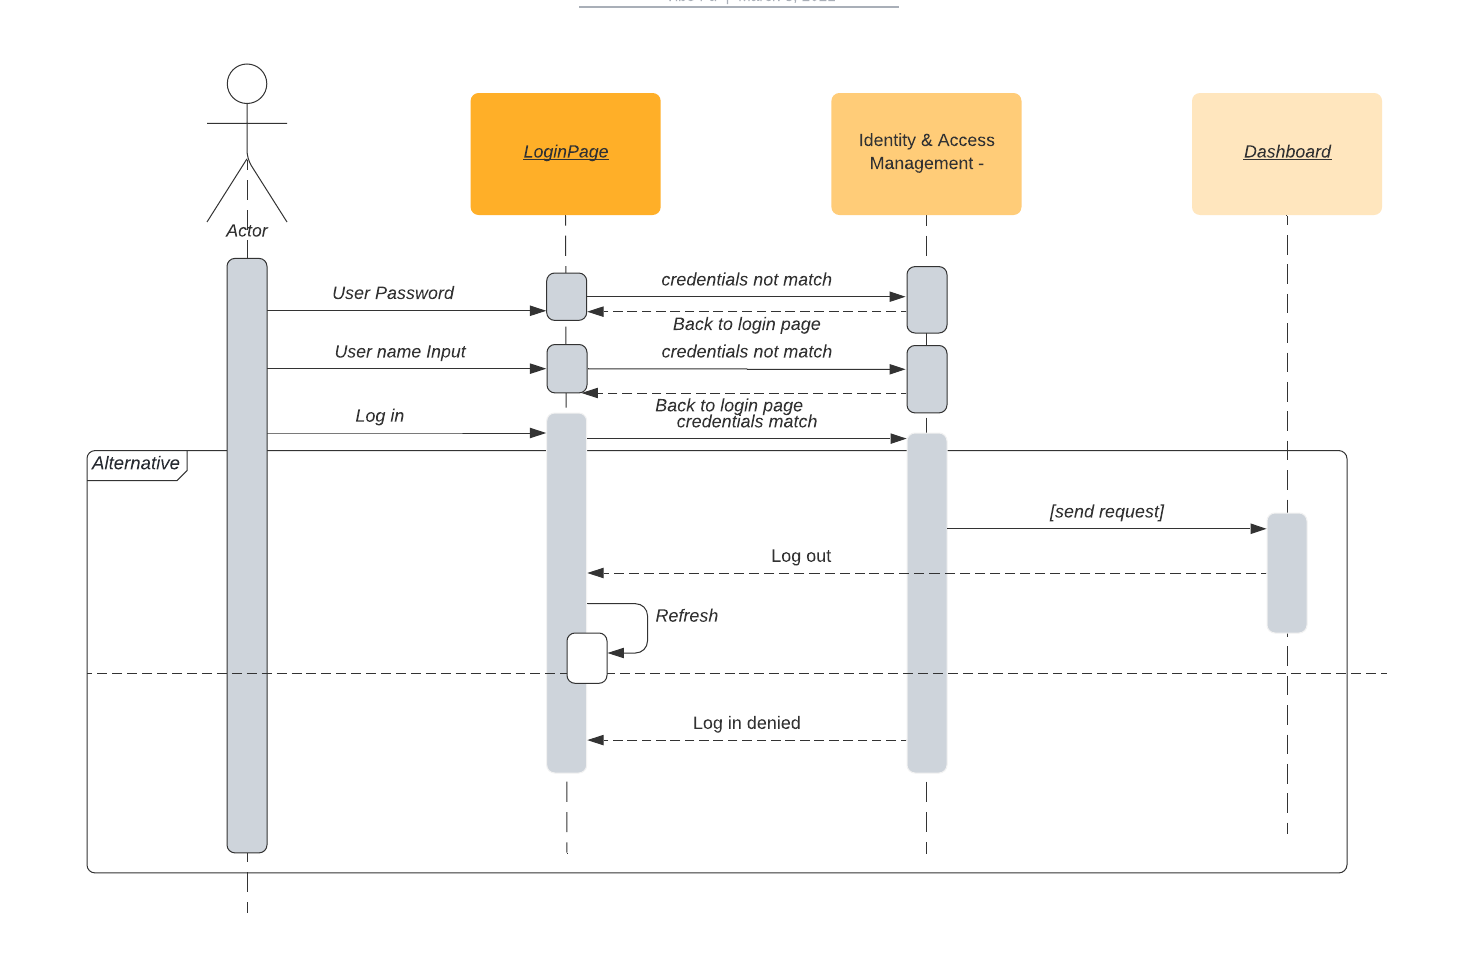 Actor
LoginPage
Identity & Access
Management -
Dashboard
User Password
credentials not match
Back to login page
User name Input
credentials not match
Back to login page
Log in
credentials match
Alternative
[send request]
Log out
Refresh
Log in denied